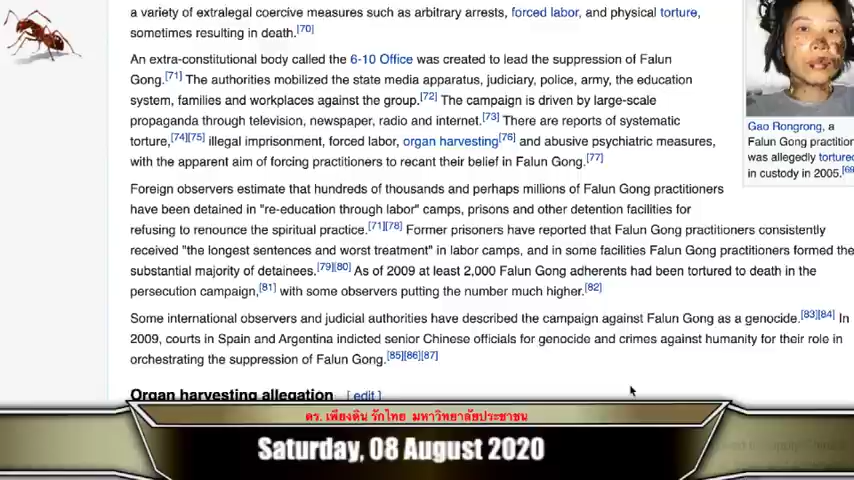 a variety of extralegal coercive measures such as arbitrary arrests, forced labor, and physical torture,
sometimes resulting in death.[70]
An extra-constitutional body called the 6-10 Office was created to lead the suppression of Falun
Gong.[71] The authorities mobilized the state media apparatus, judiciary, police, army, the education
system, families and workplaces against the group.[72] The campaign is driven by large-scale
propaganda through television, newspaper, radio and internet.[73] There are reports of systematic
torture,[74][75] illegal imprisonment, forced labor, organ harvesting[76] and abusive psychiatric measures,
with the apparent aim of forcing practitioners to recant their belief in Falun Gong.[77]
Gao Rongrong, a
Falun Gong practition
was allegedly tortured
in custody in 2005.[69
Foreign observers estimate that hundreds of thousands and perhaps millions of Falun Gong practitioners
have been detained in "re-education through labor" camps, prisons and other detention facilities for
refusing to renounce the spiritual practice.[71][78] Former prisoners have reported that Falun Gong practitioners consistently
received "the longest sentences and worst treatment" in labor camps, and in some facilities Falun Gong practitioners formed the
substantial majority of detainees.[79][80] As of 2009 at least 2,000 Falun Gong adherents had been tortured to death in the
persecution campaign,[81] with some observers putting the number much higher.[82]
Some international observers and judicial authorities have described the campaign against Falun Gong as a genocide.[83][84] In
2009, courts in Spain and Argentina indicted senior Chinese officials for genocide and crimes against humanity for their role in
orchestrating the suppression of Falun Gong.[85][86][87]
Organ harvesting allegation [ edit ]
ดร. เพียงดิน รักไทย มหาวิทยาลัยประชาชน
Saturday, 08 August 2020